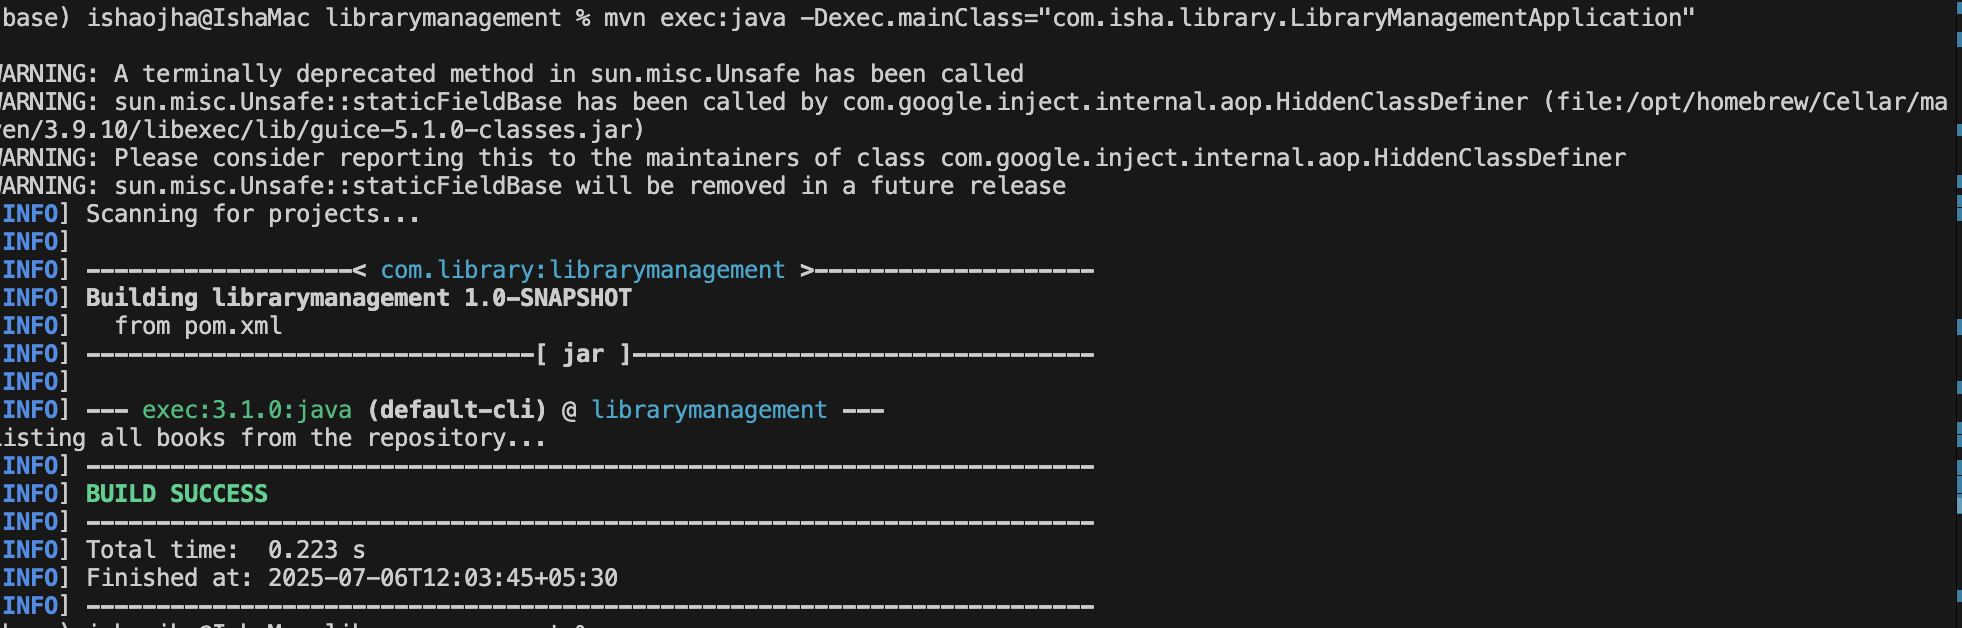 base) ishaojha@IshaMac librarymanagement % mvn exec:java -Dexec.mainClass="com.isha.library.LibraryManagementApplication"
WARNING: A terminally deprecated method in sun.misc.Unsafe has been called
WARNING: sun.misc.Unsafe::staticFieldBase has been called by com.google.inject.internal.aop.HiddenClassDefiner (file:/opt/homebrew/Cellar/ma
ven/3.9.10/libexec/lib/guice-5.1.0-classes.jar)
WARNING: Please consider reporting this to the maintainers of class com.google.inject.internal.aop.HiddenClassDefiner
WARNING: sun.misc.Unsafe::staticFieldBase will be removed in a future release
INFO] Scanning for projects...
INFO]
INFO] -------------------< com.library:librarymanagement >--------------------
INFO] Building librarymanagement 1.0-SNAPSHOT
INFO]   from pom.xml
INFO] --------------------------------[ jar ]---------------------------------
INFO]
INFO] --- exec:3.1.0:java (default-cli) @ librarymanagement ---
Listing all books from the repository...
INFO] ------------------------------------------------------------------------
INFO] BUILD SUCCESS
INFO] ------------------------------------------------------------------------
INFO] Total time:  0.223 s
INFO] Finished at: 2025-07-06T12:03:45+05:30
INFO] ------------------------------------------------------------------------